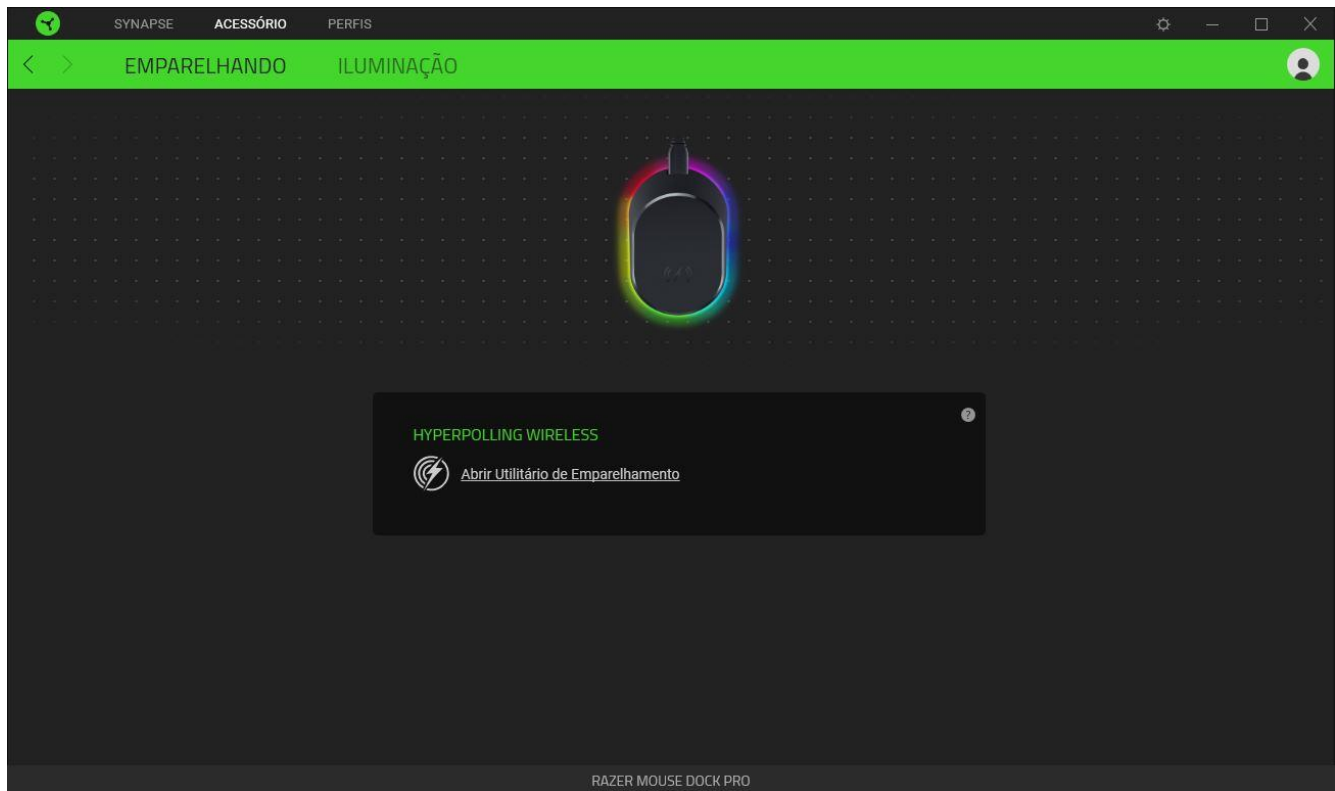 SYNAPSE ACESSÓRIO PERFIS
EMPARELHANDO ILUMINAÇÃO
?
HYPERPOLLING WIRELESS
Abrir Utilitário de Emparelhamento
RAZER MOUSE DOCK PRO